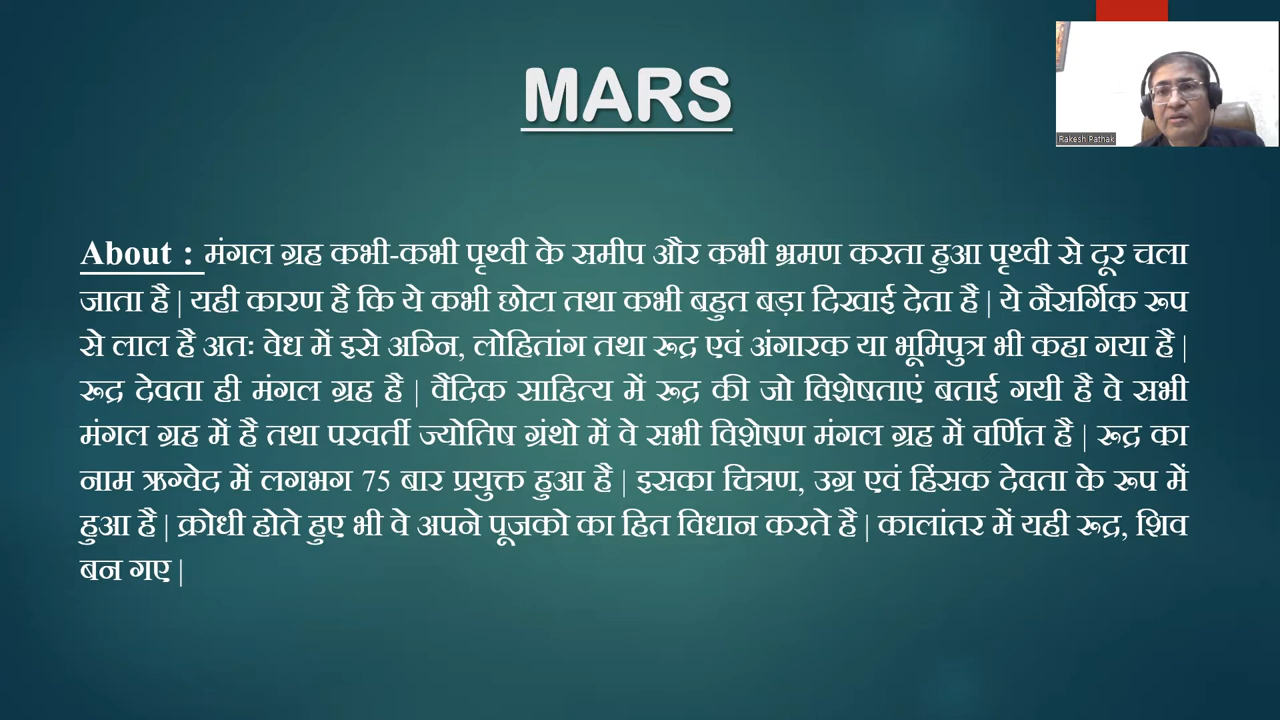 MARS
Rakesh Pathak
About : मंगल ग्रह कभी-कभी पृथ्वी के समीप और कभी भ्रमण करता हुआ पृथ्वी से दूर चला
जाता है | यही कारण है कि ये कभी छोटा तथा कभी बहुत बड़ा दिखाई देता है | ये नैसर्गिक रूप
से लाल है अतः वेध में इसे अग्नि, लोहितांग तथा रूद्र एवं अंगारक या भूमिपुत्र भी कहा गया है |
रूद्र देवता ही मंगल ग्रह है | वैदिक साहित्य में रूद्र की जो विशेषताएं बताई गयी है वे सभी
मंगल ग्रह में है तथा परवर्ती ज्योतिष ग्रंथो में वे सभी विशेषण मंगल ग्रह में वर्णित है | रूद्र का
नाम ऋग्वेद में लगभग 75 बार प्रयुक्त हुआ है | इसका चित्रण, उग्र एवं हिंसक देवता के रूप में
हुआ है | क्रोधी होते हुए भी वे अपने पूजको का हित विधान करते है | कालांतर में यही रूद्र, शिव
बन गए |